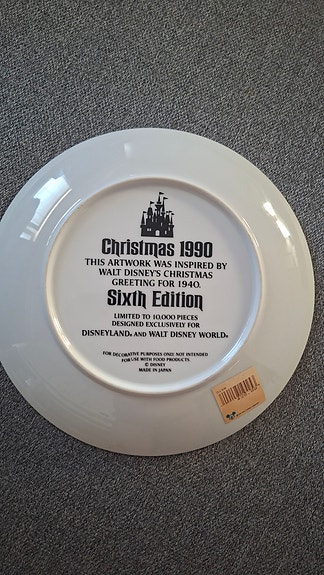 Christmas 1990
THIS ARTWORK WAS INSPIRED BY
WALT DISNEY'S CHRISTMAS
GREETING FOR 1940.
Sixth Edition
LIMITED TO 10,000 PIECES
DESIGNED EXCLUSIVELY FOR
DISNEYLAND® AND WALT DISNEY WORLD®
FOR DECORATIVE PURPOSES ONLY. NOT INTENDED
FOR USE WITH FOOD PRODUCTS.
© DISNEY
MADE IN JAPAN